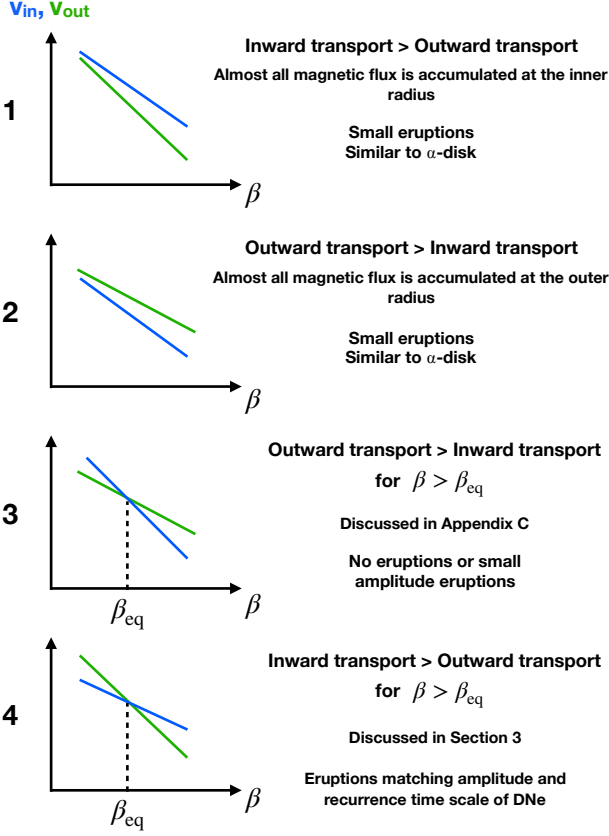 Vin, Vout
1
Inward transport > Outward transport
Almost all magnetic flux is accumulated at the inner
radius
Small eruptions
Similar to α-disk
β
2
Outward transport > Inward transport
Almost all magnetic flux is accumulated at the outer
radius
Small eruptions
Similar to α-disk
β
3
Outward transport > Inward transport
for β > βeq
Discussed in Appendix C
No eruptions or small
amplitude eruptions
βeq
β
4
Inward transport > Outward transport
for β > βeq
Discussed in Section 3
Eruptions matching amplitude and
recurrence time scale of DNe
βeq
β